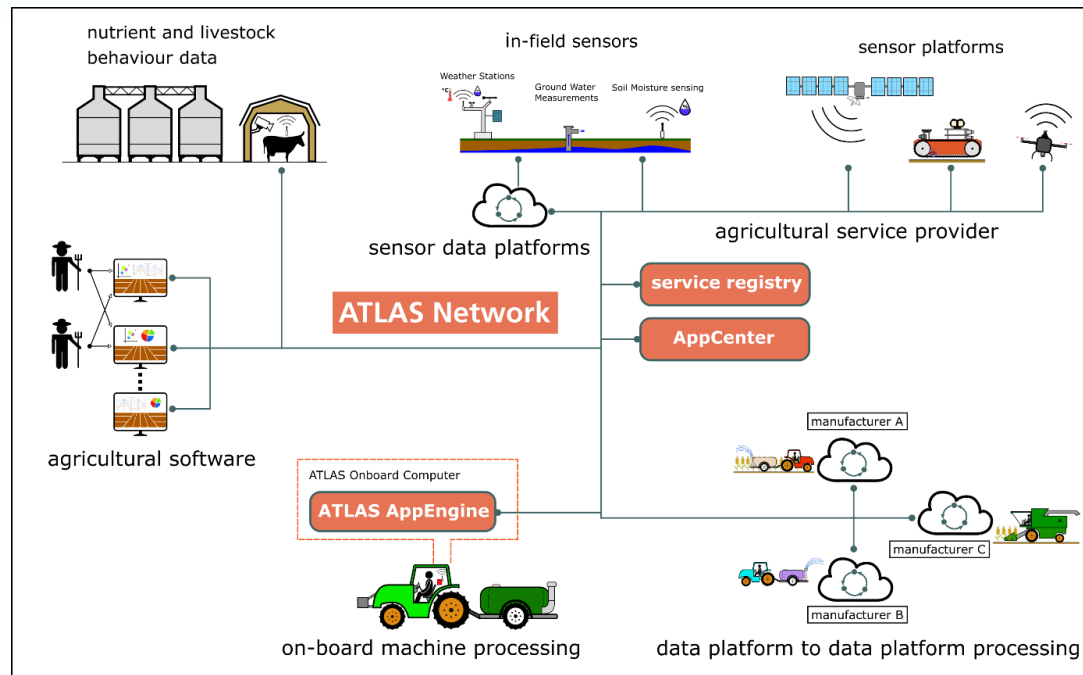 nutrient and livestock
behaviour data
in-field sensors
sensor platforms
Weather Stations
°C
Ground Water
Measurements
Soil Moisture sensing
sensor data platforms
agricultural service provider
service registry
ATLAS Network
AppCenter
agricultural software
manufacturer A
ATLAS Onboard Computer
ATLAS AppEngine
manufacturer C
manufacturer B
on-board machine processing
data platform to data platform processing